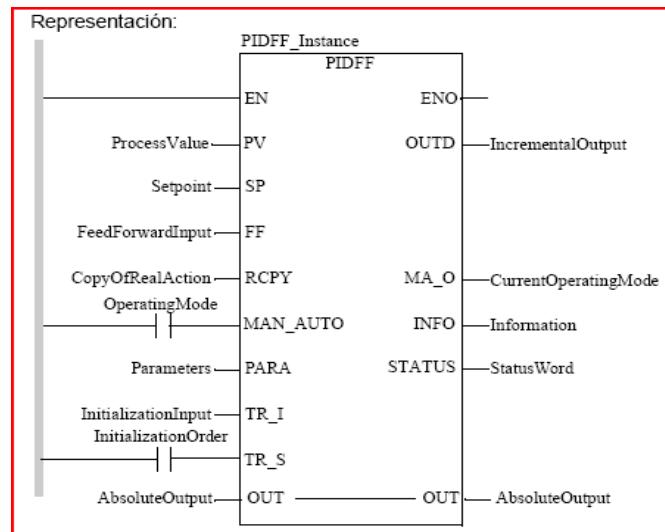 Representación:
PIDFF_Instance
PIDFF
EN ENO
ProcessValue PV OUTD IncrementalOutput
Setpoint SP
FeedForwardInput FF
CopyOfRealAction RCPY MA_O CurrentOperatingMode
OperatingMode
MAN_AUTO INFO Information
Parameters PARA STATUS StatusWord
InitializationInput TR_I
InitializationOrder
TR_S
AbsoluteOutput OUT OUT AbsoluteOutput